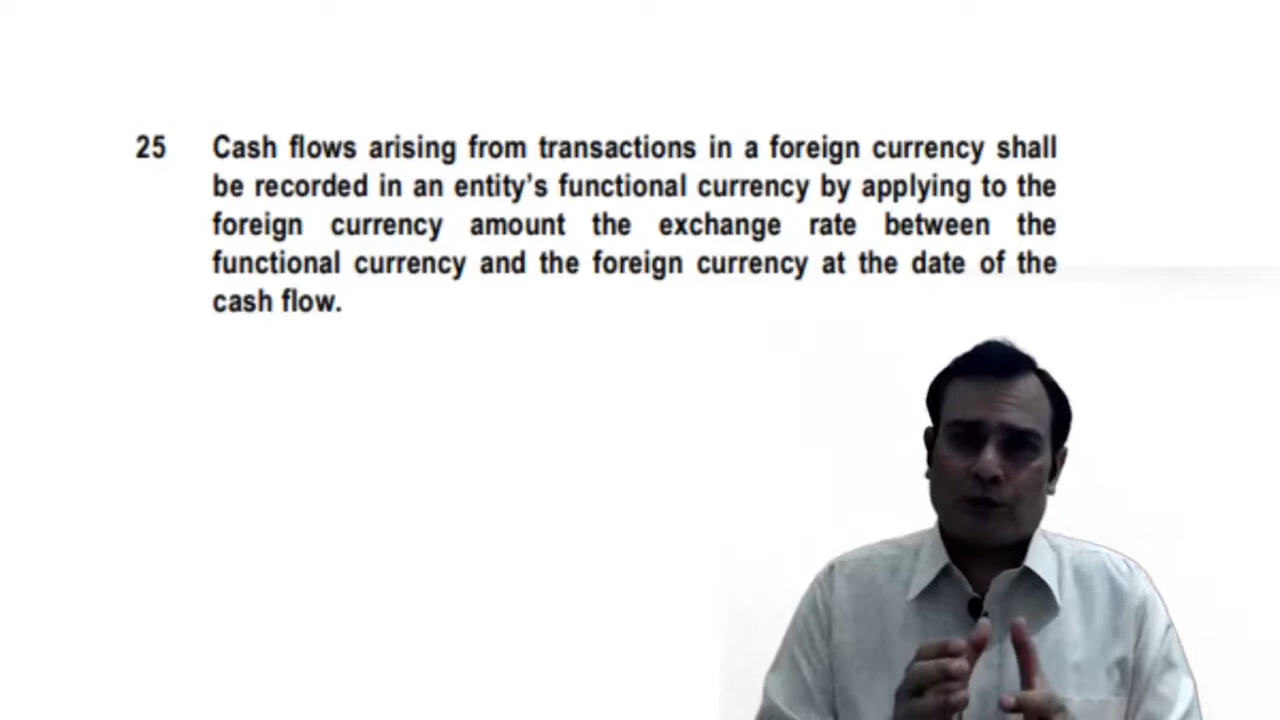 25 Cash flows arising from transactions in a foreign currency shall
be recorded in an entity's functional currency by applying to the
foreign currency amount the exchange rate between the
functional currency and the foreign currency at the date of the
cash flow.